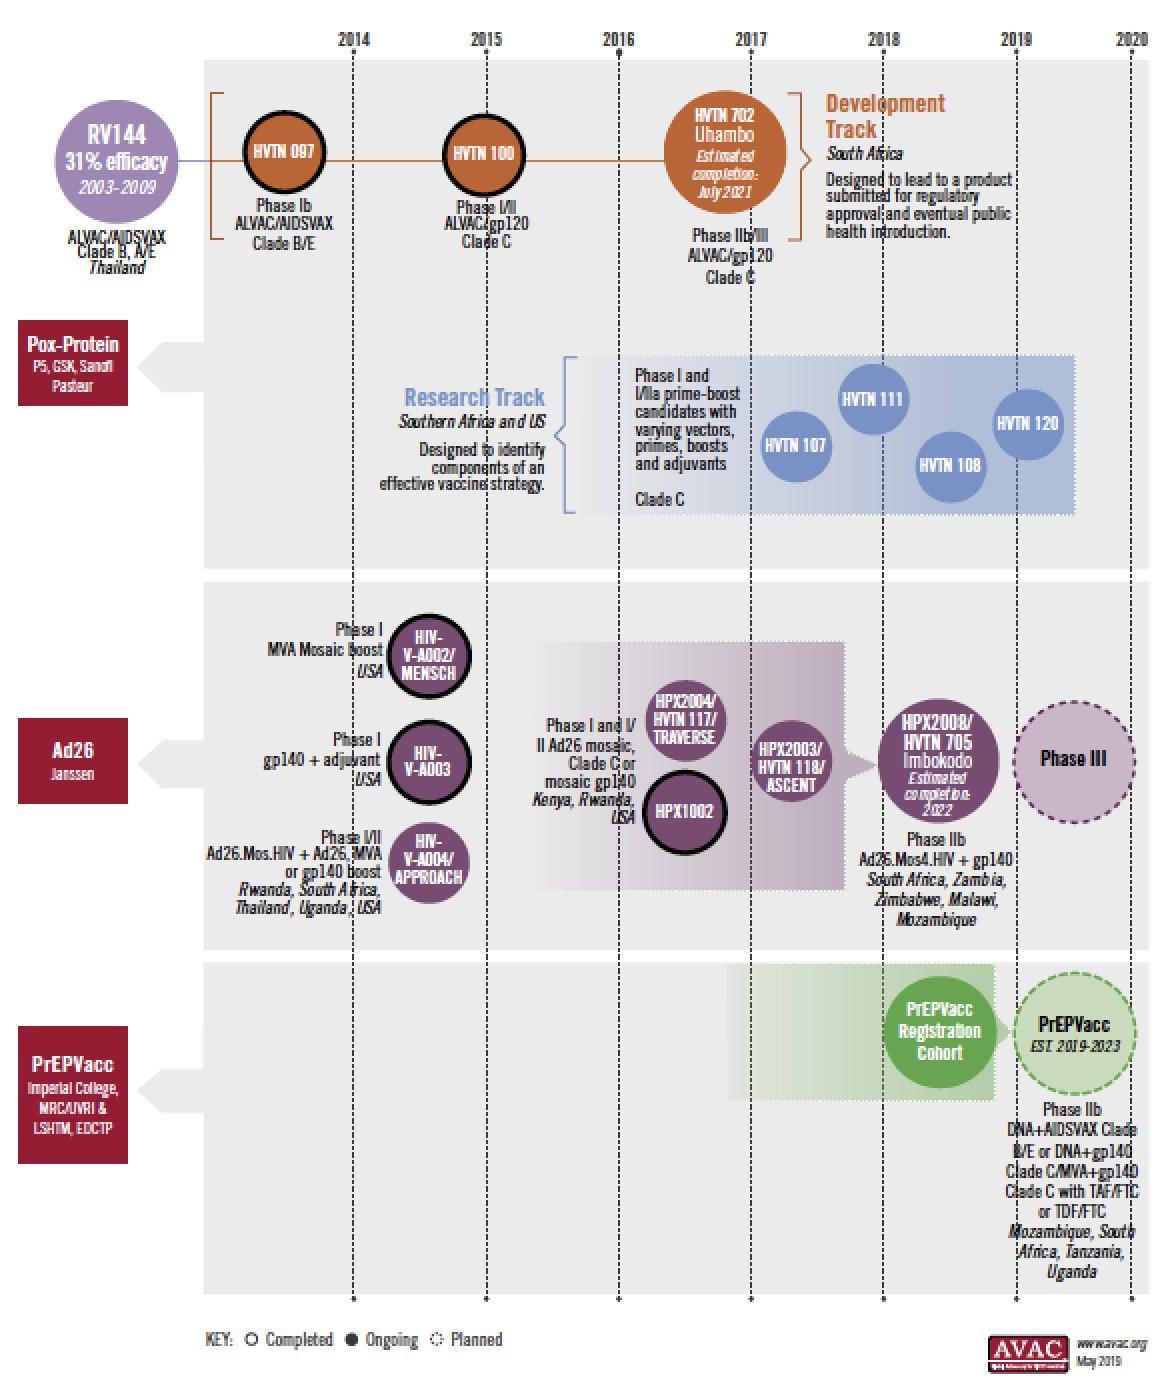 2014 2015 2016 2017 2018 2019 2020
RV144
31% efficacy
2003–2009
ALVAC/AIDSVAX
Clade B, A/E
Thailand
HVTN 097
Phase Ib
ALVAC/AIDSVAX
Clade B/E
HVTN 100
Phase I/II
ALVAC/gp120
Clade C
HVTN 702
Uhambo
Estimated
completion:
July 2021
Phase IIb/III
ALVAC/gp120
Clade C
Development
Track
South Africa
Designed to lead to a product
submitted for regulatory
approval and eventual public
health introduction.
Pox-Protein
P5, GSK, Sanofi
Pasteur
Research Track
Southern Africa and US
Designed to identify
components of an
effective vaccine strategy.
Phase I and
I/IIa prime-boost
candidates with
varying vectors,
primes, boosts
and adjuvants
Clade C
HVTN 107
HVTN 111
HVTN 108
HVTN 120
Ad26
Janssen
Phase I
MVA Mosaic boost
USA
HIV-
V-A002/
MENSCH
Phase I
gp140 + adjuvant
USA
HIV-
V-A003
Phase I/II
Ad26.Mos.HIV + Ad26, MVA
or gp140 boost
Rwanda, South Africa,
Thailand, Uganda, USA
HIV-
V-A004/
APPROACH
Phase I and I/
II Ad26 mosaic,
Clade C or
mosaic gp140
Kenya, Rwanda,
USA
HPX2004/
HVTN 117/
TRAVERSE
HPX1002
HPX2003/
HVTN 118/
ASCENT
HPX2008/
HVTN 705
Imbokodo
Estimated
completion:
2022
Phase IIb
Ad26.Mos4.HIV + gp140
South Africa, Zambia,
Zimbabwe, Malawi,
Mozambique
Phase III
PrEPVacc
Imperial College,
MRC/UVRI &
LSHTM, EDCTP
PrEPVacc
Registration
Cohort
PrEPVacc
EST. 2019-2023
Phase IIb
DNA+AIDSVAX Clade
B/E or DNA+gp140
Clade C/MVA+gp140
Clade C with TAF/FTC
or TDF/FTC
Mozambique, South
Africa, Tanzania,
Uganda
KEY: Completed Ongoing Planned
AVAC
www.avac.org
May 2019